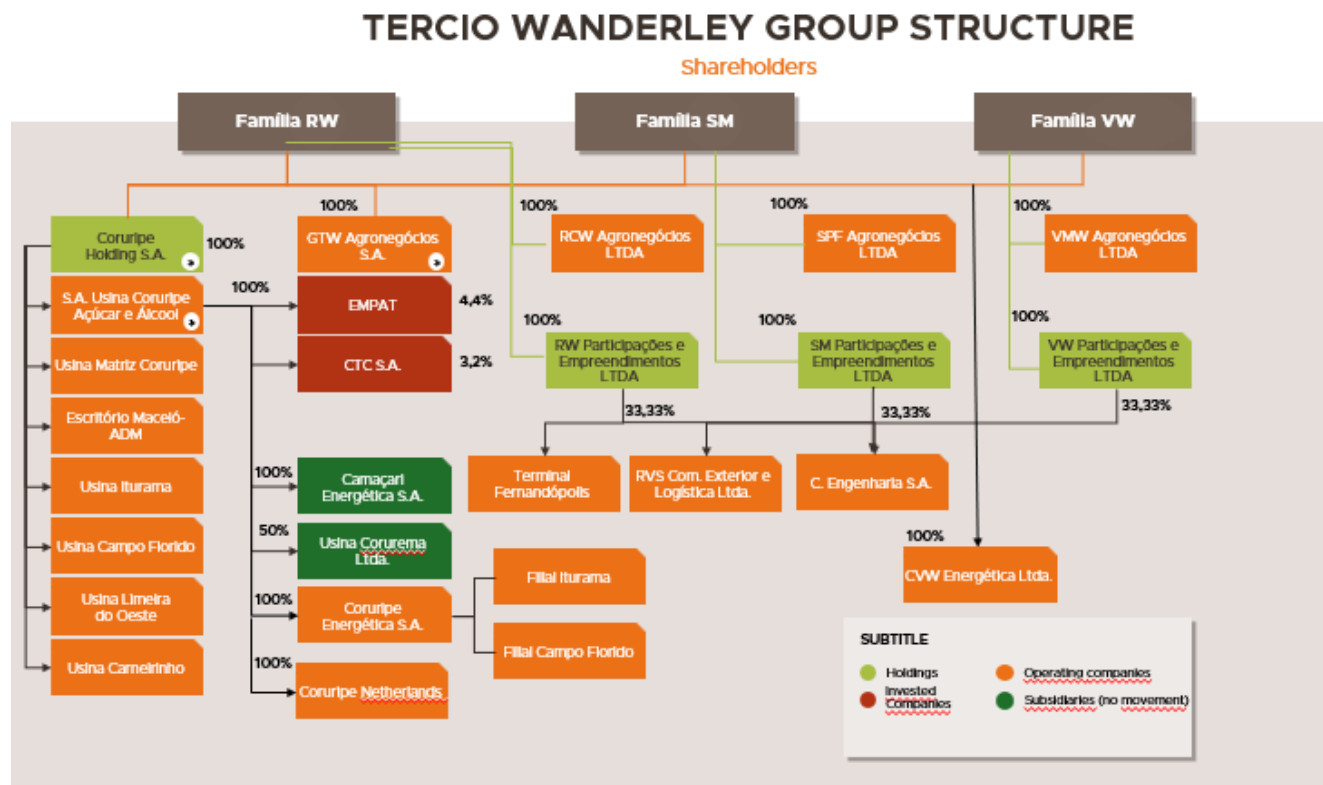 TERCIO WANDERLEY GROUP STRUCTURE
Shareholders
Família RW
Família SM
Família VW
100%
100%
100%
100%
Coruripe
Holding S.A.
100%
GTW Agronegócios
S.A.
RCW Agronegócios
LTDA
SPF Agronegócios
LTDA
VMW Agronegócios
LTDA
S.A. Usina Coruripe
Açúcar e Álcool
100%
EMPAT
4,4%
100%
100%
100%
Usina Matriz Coruripe
CTC S.A.
3,2%
RW Participações e
Empreendimentos
LTDA
SM Participações e
Empreendimentos
LTDA
VW Participações e
Empreendimentos
LTDA
33,33%
33,33%
33,33%
Escritório Maceió-
ADM
Usina Iturama
100%
Camaçari
Energética S.A.
Terminal
Fernandópolis
RVS Com. Exterior e
Logística Ltda.
C. Engenharia S.A.
Usina Campo Florido
50%
Usina Corurema
Ltda.
100%
CVW Energética Ltda.
Usina Limeira
do Oeste
100%
Coruripe
Energética S.A.
Filial Iturama
Filial Campo Florido
Usina Carneirinho
100%
Coruripe Netherlands
SUBTITLE
Holdings
Operating companies
Invested
Companies
Subsidiaries (no movement)